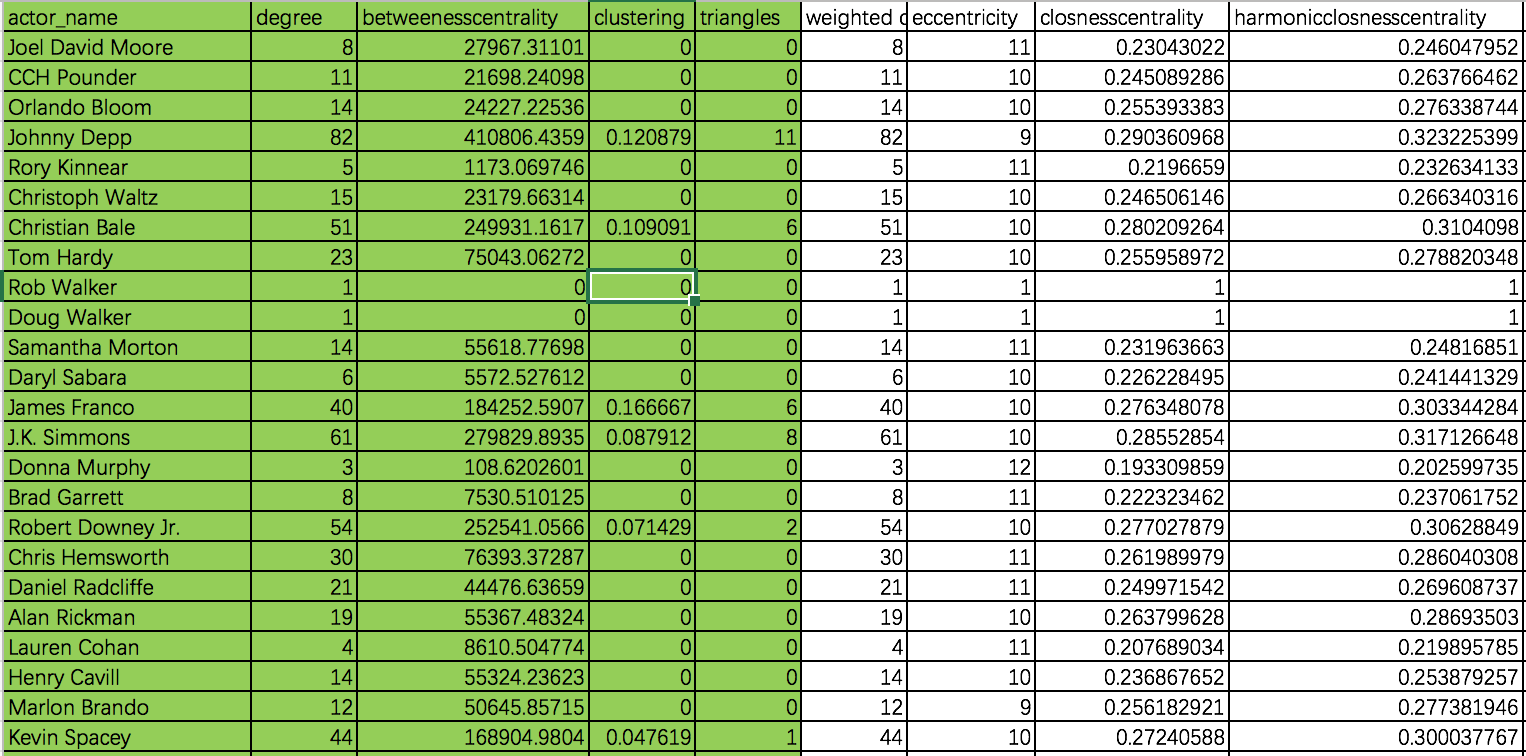 actor_name degree betweenesscentrality clustering triangles weighted eccentricity closnesscentrality harmonicclosnesscentrality
Joel David Moore 8 27967.31101 0 0 8 11 0.23043022 0.246047952
CCH Pounder 11 21698.24098 0 0 11 10 0.245089286 0.263766462
Orlando Bloom 14 24227.22536 0 0 14 10 0.255393383 0.276338744
Johnny Depp 82 410806.4359 0.120879 11 82 9 0.290360968 0.323225399
Rory Kinnear 5 1173.069746 0 0 5 11 0.2196659 0.232634133
Christoph Waltz 15 23179.66314 0 0 15 10 0.246506146 0.266340316
Christian Bale 51 249931.1617 0.109091 6 51 10 0.280209264 0.3104098
Tom Hardy 23 75043.06272 0 0 23 10 0.255958972 0.278820348
Rob Walker 1 0 0 0 1 1 1 1
Doug Walker 1 0 0 0 1 1 1 1
Samantha Morton 14 55618.77698 0 0 14 11 0.231963663 0.24816851
Daryl Sabara 6 5572.527612 0 0 6 10 0.226228495 0.241441329
James Franco 40 184252.5907 0.166667 6 40 10 0.276348078 0.303344284
J.K. Simmons 61 279829.8935 0.087912 8 61 10 0.28552854 0.317126648
Donna Murphy 3 108.6202601 0 0 3 12 0.193309859 0.202599735
Brad Garrett 8 7530.510125 0 0 8 11 0.222323462 0.237061752
Robert Downey Jr. 54 252541.0566 0.071429 2 54 10 0.277027879 0.30628849
Chris Hemsworth 30 76393.37287 0 0 30 11 0.261989979 0.286040308
Daniel Radcliffe 21 44476.63659 0 0 21 11 0.249971542 0.269608737
Alan Rickman 19 55367.48324 0 0 19 10 0.263799628 0.28693503
Lauren Cohan 4 8610.504774 0 0 4 11 0.207689034 0.219895785
Henry Cavill 14 55324.23623 0 0 14 10 0.236867652 0.253879257
Marlon Brando 12 50645.85715 0 0 12 9 0.256182921 0.277381946
Kevin Spacey 44 168904.9804 0.047619 1 44 10 0.27240588 0.300037767